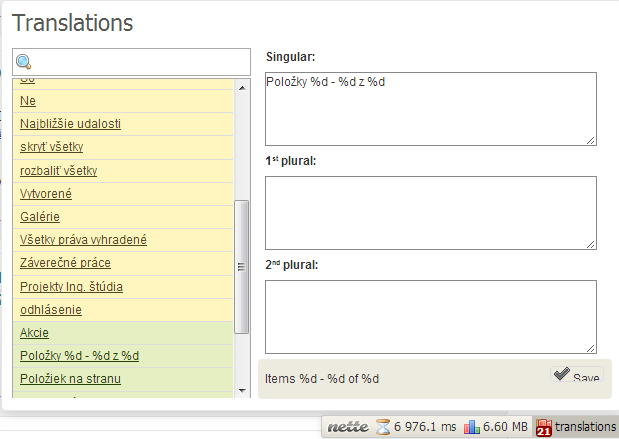 Translations
Singular:
Položky %d - %d z %d
1st plural:
2nd plural:
Ne
Najbližšie udalosti
skryť všetky
rozbaliť všetky
Vytvorené
Galérie
Všetky práva vyhradené
Záverečné práce
Projekty Ing. štúdia
odhlásenie
Akcie
Položky %d - %d z %d
Položiek na stranu
Items %d - %d of %d
Save
nette 6 976.1 ms 6.60 MB 21 translations